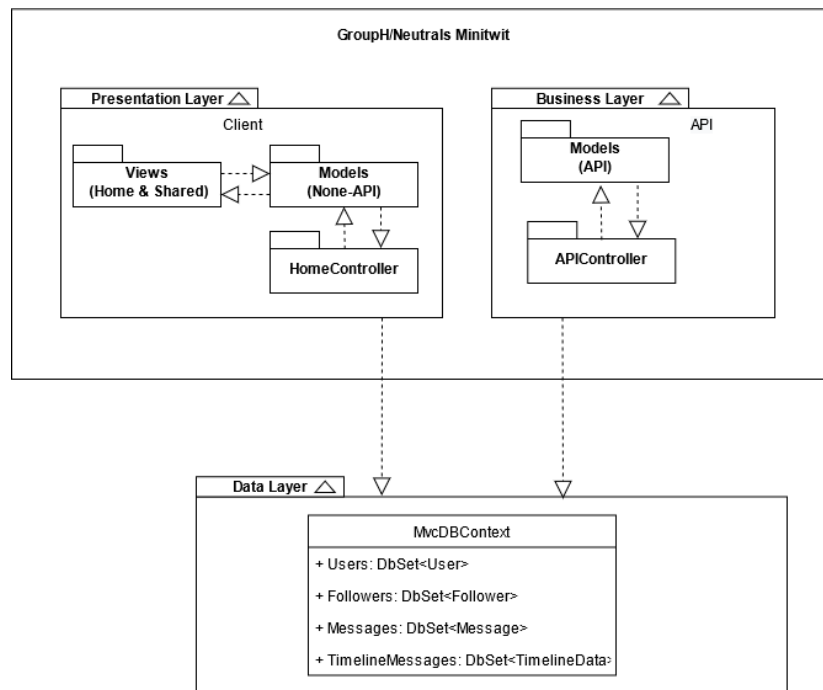 GroupH/Neutrals Minitwit
Presentation Layer
Client
Views
(Home & Shared)
Models
(None-API)
HomeController
Business Layer
API
Models
(API)
APIController
Data Layer
MvcDBContext
+ Users: DbSet<User>
+ Followers: DbSet<Follower>
+ Messages: DbSet<Message>
+ TimelineMessages: DbSet<TimelineData>